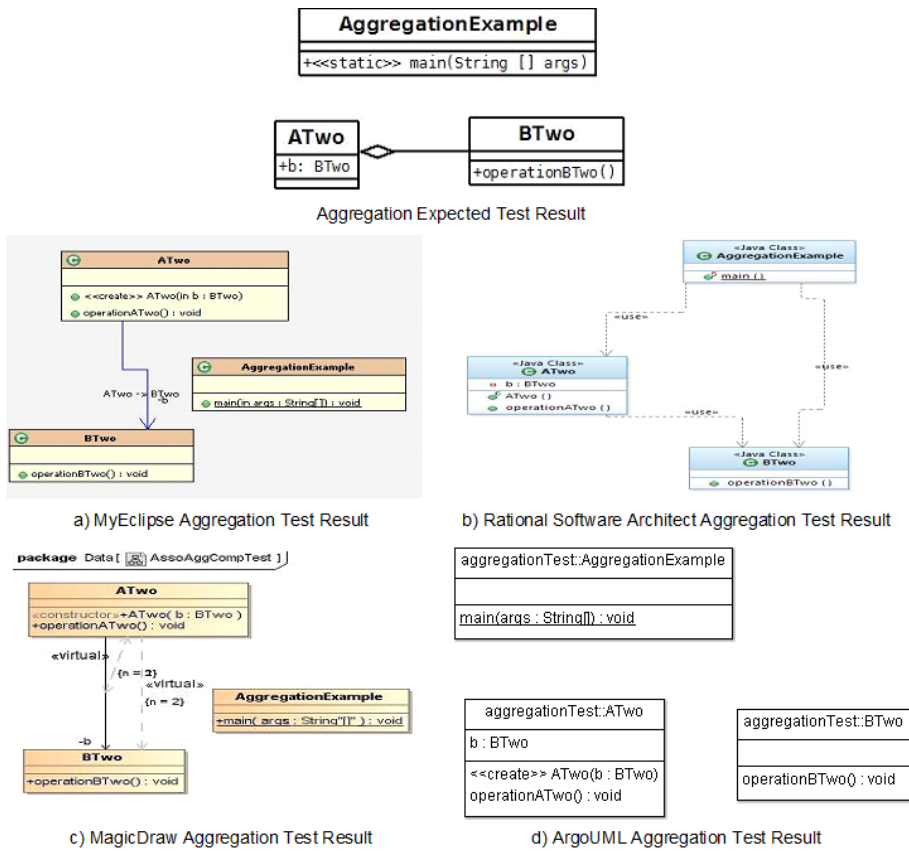 AggregationExample
+<<static>> main(String [] args)
ATwo
+b: BTwo
BTwo
+operationBTwo()
Aggregation Expected Test Result
ATwo
<<create>> ATwo(in b : BTwo)
operationATwo() : void
ATwo -> BTwo
-b
AggregationExample
main(in args : String[]) : void
BTwo
operationBTwo() : void
a) MyEclipse Aggregation Test Result
«Java Class»
AggregationExample
main ( )
«use»
«use»
«Java Class»
ATwo
b : BTwo
ATwo ( )
operationATwo ( )
«use»
«Java Class»
BTwo
operationBTwo ( )
b) Rational Software Architect Aggregation Test Result
package Data [ AssoAggCompTest ]
ATwo
«constructor»+ATwo( b : BTwo )
+operationATwo() : void
«virtual»
{n = 2}
«virtual»
{n = 2}
AggregationExample
+main( args : String"[]" ) : void
-b
BTwo
+operationBTwo() : void
c) MagicDraw Aggregation Test Result
aggregationTest::AggregationExample
main(args : String[]) : void
aggregationTest::ATwo
b : BTwo
<<create>> ATwo(b : BTwo)
operationATwo() : void
aggregationTest::BTwo
operationBTwo() : void
d) ArgoUML Aggregation Test Result